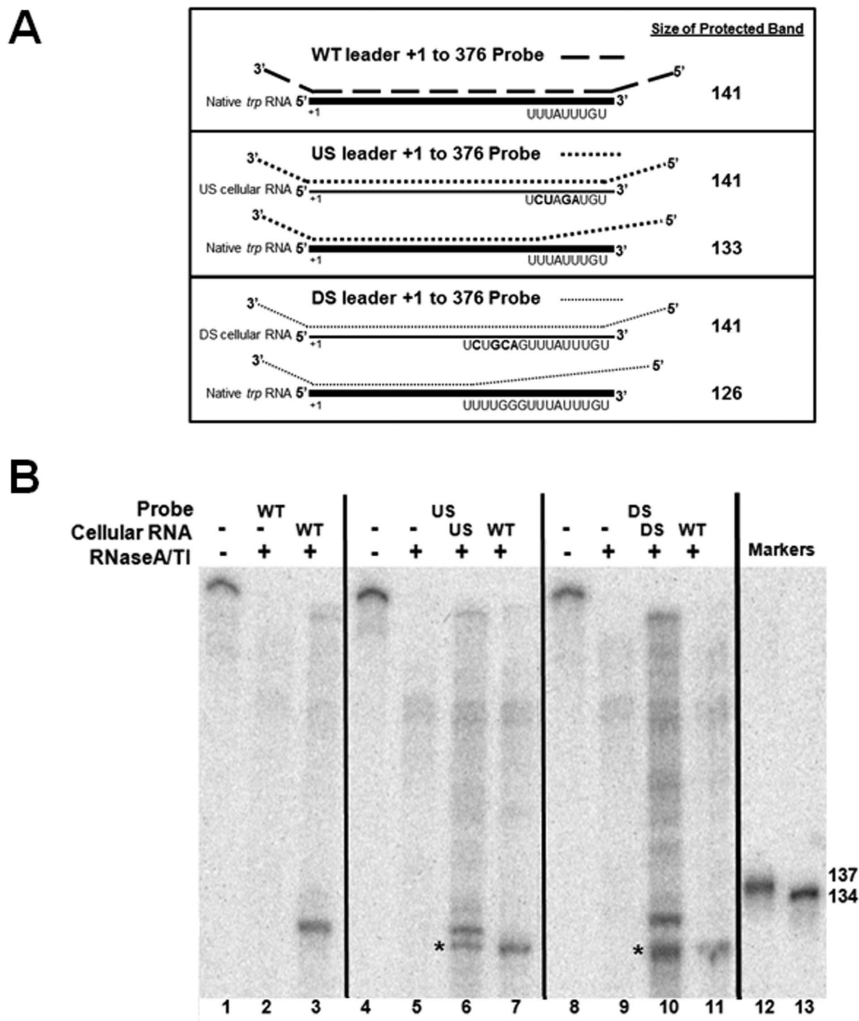 A
Size of Protected Band
WT leader +1 to 376 Probe
3’ 5’
Native trp RNA 5’ 3’ 141
+1 UUUAUUUGU
US leader +1 to 376 Probe
3’ 5’
US cellular RNA 5’ 3’ 141
+1 UCUAGAUGU
3’ 5’
Native trp RNA 5’ 3’ 133
+1 UUUAUUUGU
DS leader +1 to 376 Probe
3’ 5’
DS cellular RNA 5’ 3’ 141
+1 UCUGCAGUUUAUUUGU
3’ 5’
Native trp RNA 5’ 3’ 126
+1 UUUUGGGUUUAUUUGU
B
Probe WT US DS
Cellular RNA - - WT - - US WT - - DS WT
RNaseA/TI - + + - + + + - + + + Markers
137
134
*
*
1 2 3 4 5 6 7 8 9 10 11 12 13